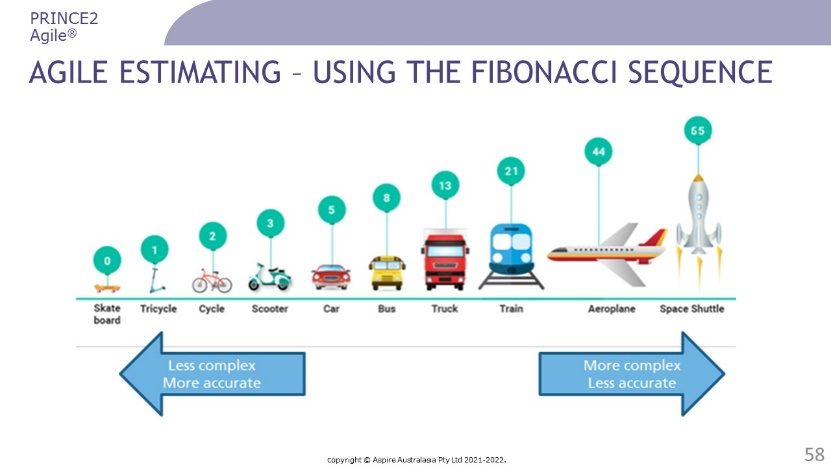 PRINCE2
Agile®
AGILE ESTIMATING – USING THE FIBONACCI SEQUENCE
0 1 2 3 5 8 13 21 44 65
Skate board Tricycle Cycle Scooter Car Bus Truck Train Aeroplane Space Shuttle
Less complex
More accurate
More complex
Less accurate
copyright © Aspire Australasia Pty Ltd 2021-2022.
58